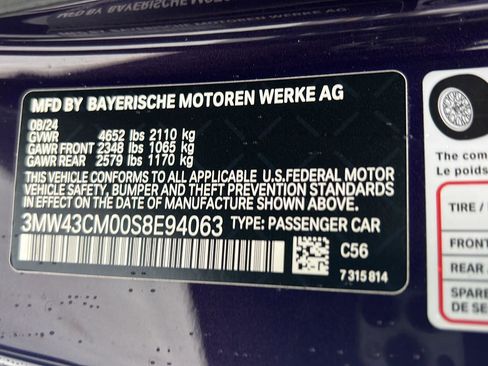 MFD BY BAYERISCHE MOTOREN WERKE AG
08/24
GVWR 4652 lbs 2110 kg
GAWR FRONT 2348 lbs 1065 kg
GAWR REAR 2579 lbs 1170 kg
THIS VEHICLE CONFORMS TO ALL APPLICABLE U.S.FEDERAL MOTOR
VEHICLE SAFETY, BUMPER AND THEFT PREVENTION STANDARDS
IN EFFECT ON THE DATE OF MANUFACTURE SHOWN ABOVE.
3MW43CM00S8E94063 TYPE: PASSENGER CAR
C56
7315814
The com
Le poids
TIRE /
FRONT
REAR /
SPARE
DE SE